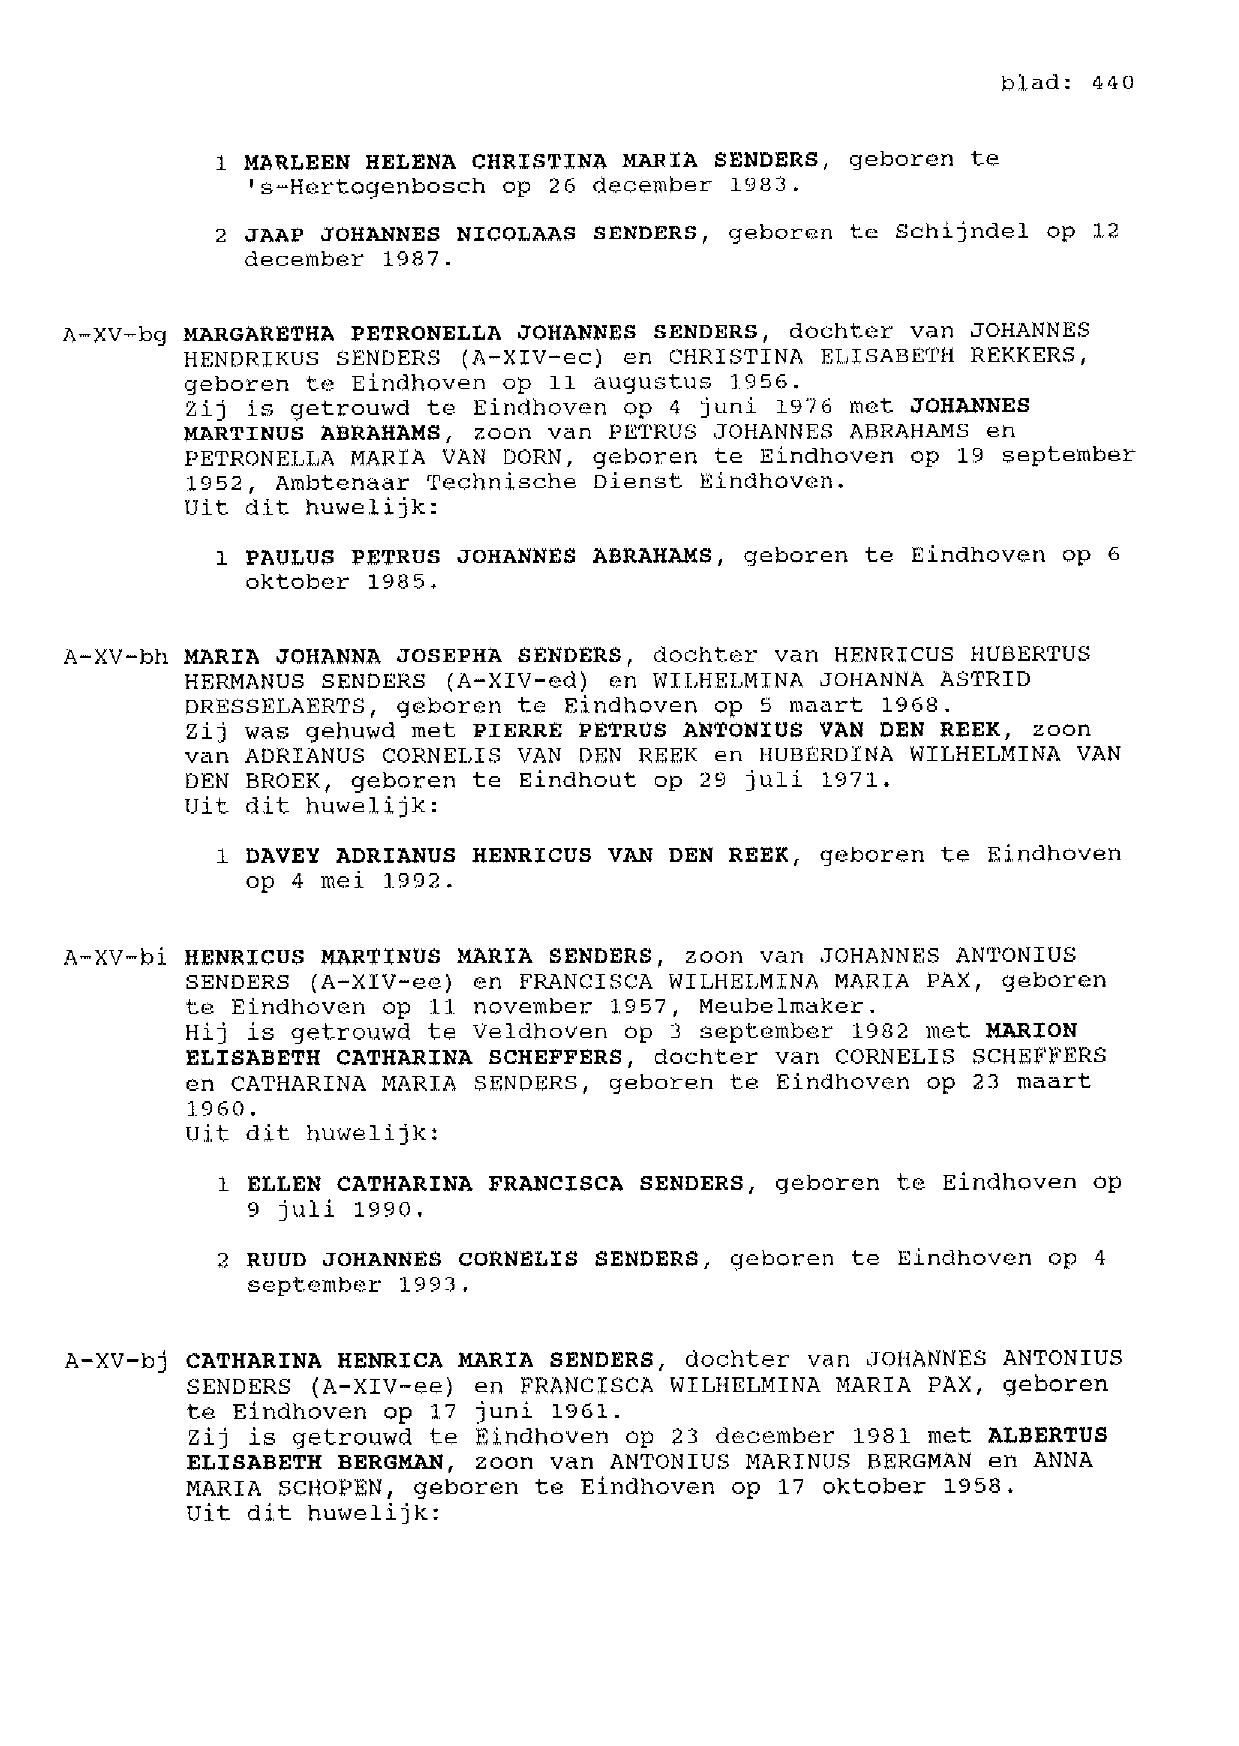 blad: 440
1 MARLEEN HELENA CHRISTINA MARIA SENDERS, geboren te
's-Hertogenbosch op 26 december 1983.
2 JAAP JOHANNES NICOLAAS SENDERS, geboren te Schijndel op 12
december 1987.
A-XV-bg MARGARETHA PETRONELLA JOHANNES SENDERS, dochter van JOHANNES
HENDRIKUS SENDERS (A-XIV-ec) en CHRISTINA ELISABETH REKKERS,
geboren te Eindhoven op 11 augustus 1956.
Zij is getrouwd te Eindhoven op 4 juni 1976 met JOHANNES
MARTINUS ABRAHAMS, zoon van PETRUS JOHANNES ABRAHAMS en
PETRONELLA MARIA VAN DORN, geboren te Eindhoven op 19 september
1952, Ambtenaar Technische Dienst Eindhoven.
Uit dit huwelijk:
1 PAULUS PETRUS JOHANNES ABRAHAMS, geboren te Eindhoven op 6
oktober 1985.
A-XV-bh MARIA JOHANNA JOSEPHA SENDERS, dochter van HENRICUS HUBERTUS
HERMANUS SENDERS (A-XIV-ed) en WILHELMINA JOHANNA ASTRID
DRESSELAERTS, geboren te Eindhoven op 5 maart 1968.
Zij was gehuwd met PIERRE PETRUS ANTONIUS VAN DEN REEK, zoon
van ADRIANUS CORNELIS VAN DEN REEK en HUBERDINA WILHELMINA VAN
DEN BROEK, geboren te Eindhout op 29 juli 1971.
Uit dit huwelijk:
1 DAVEY ADRIANUS HENRICUS VAN DEN REEK, geboren te Eindhoven
op 4 mei 1992.
A-XV-bi HENRICUS MARTINUS MARIA SENDERS, zoon van JOHANNES ANTONIUS
SENDERS (A-XIV-ee) en FRANCISCA WILHELMINA MARIA PAX, geboren
te Eindhoven op 11 november 1957, Meubelmaker.
Hij is getrouwd te Veldhoven op 3 september 1982 met MARION
ELISABETH CATHARINA SCHEFFERS, dochter van CORNELIS SCHEFFERS
en CATHARINA MARIA SENDERS, geboren te Eindhoven op 23 maart
1960.
Uit dit huwelijk:
1 ELLEN CATHARINA FRANCISCA SENDERS, geboren te Eindhoven op
9 juli 1990.
2 RUUD JOHANNES CORNELIS SENDERS, geboren te Eindhoven op 4
september 1993.
A-XV-bj CATHARINA HENRICA MARIA SENDERS, dochter van JOHANNES ANTONIUS
SENDERS (A-XIV-ee) en FRANCISCA WILHELMINA MARIA PAX, geboren
te Eindhoven op 17 juni 1961.
Zij is getrouwd te Eindhoven op 23 december 1981 met ALBERTUS
ELISABETH BERGMAN, zoon van ANTONIUS MARINUS BERGMAN en ANNA
MARIA SCHOPEN, geboren te Eindhoven op 17 oktober 1958.
Uit dit huwelijk: